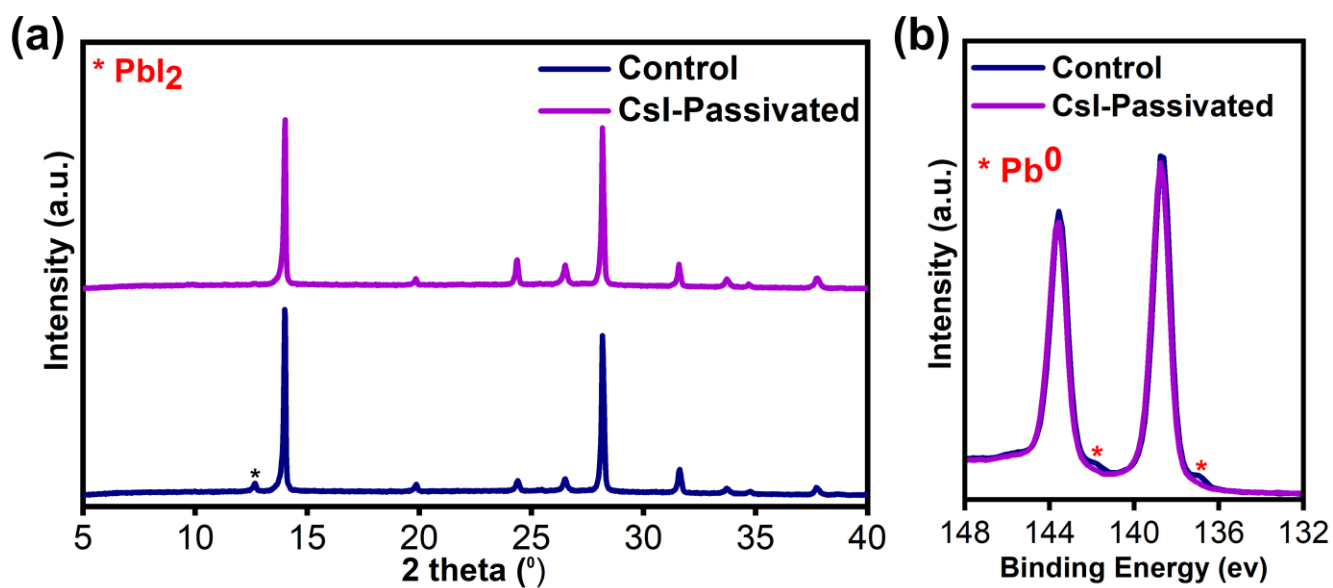 (a)
* PbI2
Control
CsI-Passivated
*
Intensity (a.u.)
5 10 15 20 25 30 35 40
2 theta (⁰)
(b)
Control
CsI-Passivated
* Pb⁰
* *
Intensity (a.u.)
148 144 140 136 132
Binding Energy (ev)